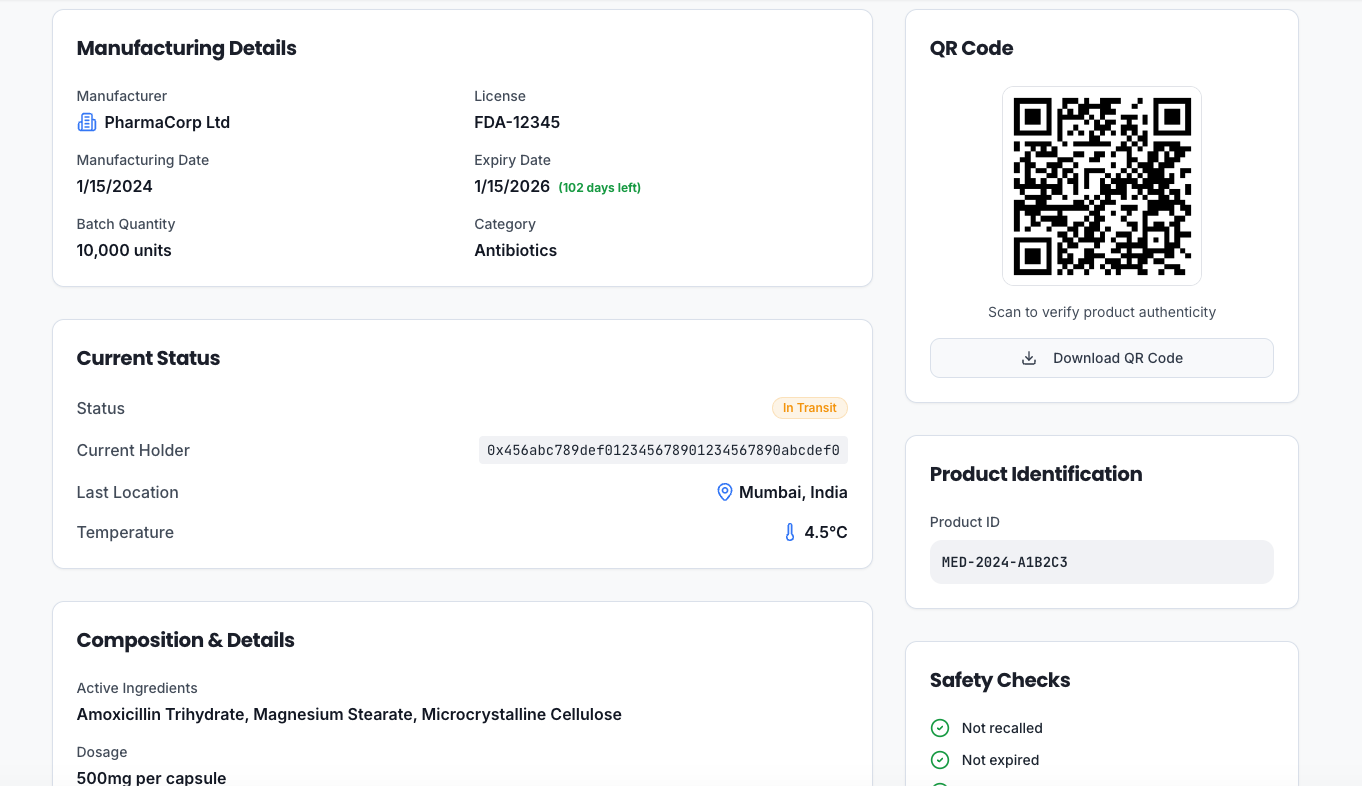 Manufacturing Details
Manufacturer
PharmaCorp Ltd
License
FDA-12345
Manufacturing Date
1/15/2024
Expiry Date
1/15/2026 (102 days left)
Batch Quantity
10,000 units
Category
Antibiotics
Current Status
Status
In Transit
Current Holder
0x456abc789def012345678901234567890abcdef0
Last Location
Mumbai, India
Temperature
4.5°C
Composition & Details
Active Ingredients
Amoxicillin Trihydrate, Magnesium Stearate, Microcrystalline Cellulose
Dosage
500mg per capsule
QR Code
Scan to verify product authenticity
Download QR Code
Product Identification
Product ID
MED-2024-A1B2C3
Safety Checks
Not recalled
Not expired